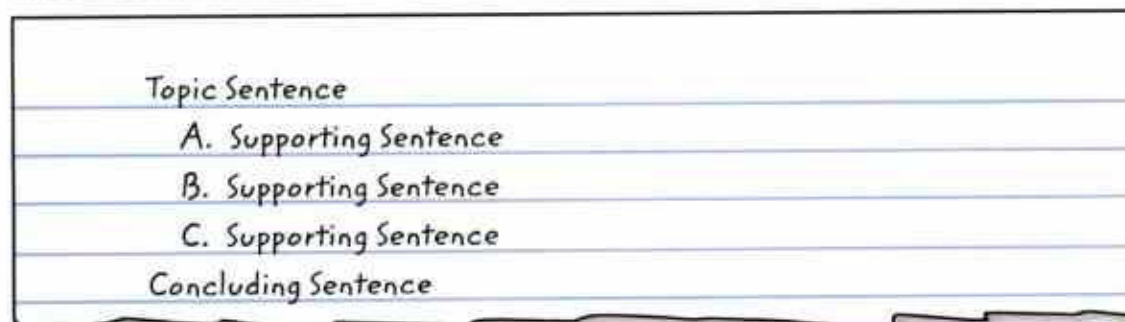 Topic Sentence
A. Supporting Sentence
B. Supporting Sentence
C. Supporting Sentence
Concluding Sentence